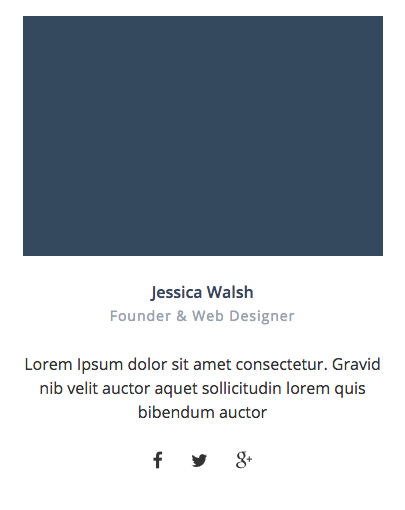 Jessica Walsh
Founder & Web Designer
Lorem Ipsum dolor sit amet consectetur. Gravid
nib velit auctor aquet sollicitudin lorem quis
bibendum auctor